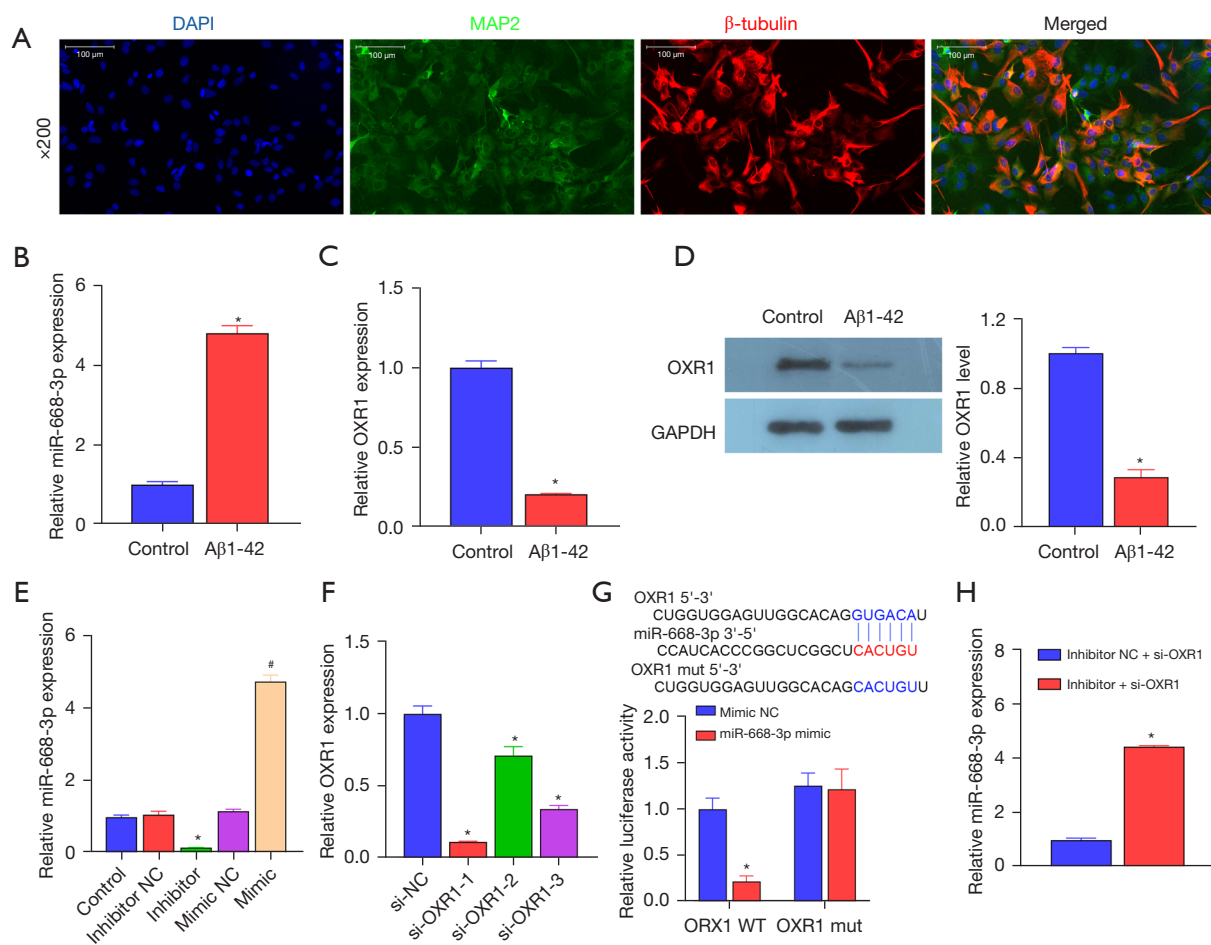 A
DAPI
MAP2
β-tubulin
Merged
×200
100 μm
100 μm
100 μm
100 μm
B
Relative miR-668-3p expression
6
4
2
0
Control
Aβ1-42
*
C
Relative OXR1 expression
1.5
1.0
0.5
0.0
Control
Aβ1-42
*
D
Control
Aβ1-42
OXR1
GAPDH
Relative OXR1 level
1.2
0.8
0.4
0.0
Control
Aβ1-42
*
E
Relative miR-668-3p expression
6
4
2
0
Control
Inhibitor NC
Inhibitor
Mimic NC
Mimic
*
#
F
Relative OXR1 expression
1.5
1.0
0.5
0.0
si-NC
si-OXR1-1
si-OXR1-2
si-OXR1-3
*
*
*
G
OXR1 5'-3'
CUGGUGGAGUUGGCACAGGUGACAU
miR-668-3p 3'-5'
CCAUCACCCGGCUCGGCUCACUGU
OXR1 mut 5'-3'
CUGGUGGAGUUGGCACAGCACUGUU
Relative luciferase activity
2.0
1.5
1.0
0.5
0.0
Mimic NC
miR-668-3p mimic
*
ORX1 WT
OXR1 mut
H
Relative miR-668-3p expression
8
6
4
2
0
Inhibitor NC + si-OXR1
Inhibitor + si-OXR1
*